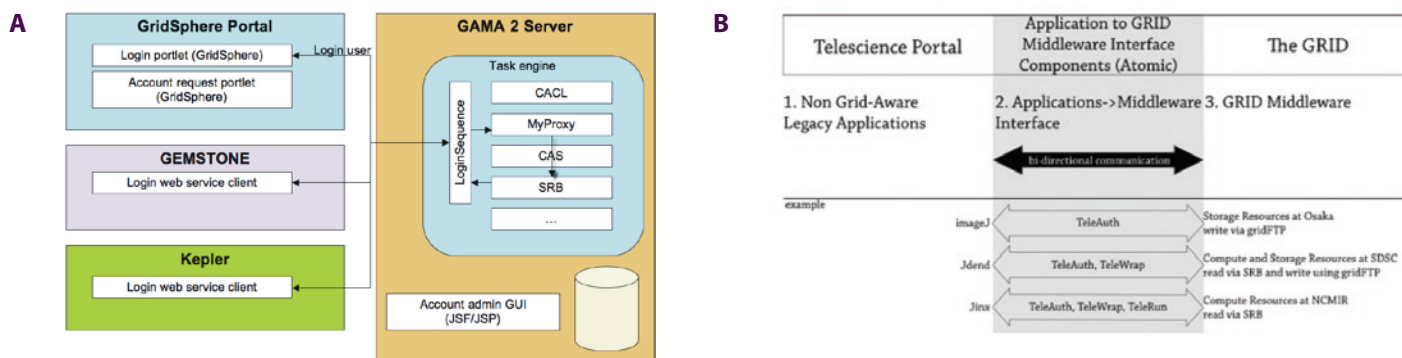 A
GridSphere Portal
Login portlet (GridSphere)
Account request portlet
(GridSphere)
Login user
GEMSTONE
Login web service client
Kepler
Login web service client
GAMA 2 Server
Task engine
LoginSequence
CACL
MyProxy
CAS
SRB
...
Account admin GUI
(JSF/JSP)
B
Telescience Portal
Application to GRID
Middleware Interface
Components (Atomic)
The GRID
1. Non Grid-Aware
Legacy Applications
2. Applications->Middleware
Interface
3. GRID Middleware
bi-directional communication
example
imageJ
TeleAuth
Storage Resources at Osaka
write via gridFTP
Jdend
TeleAuth, TeleWrap
Compute and Storage Resources at SDSC
read via SRB and write using gridFTP
Jinx
TeleAuth, TeleWrap, TeleRun
Compute Resources at NCMIR
read via SRB